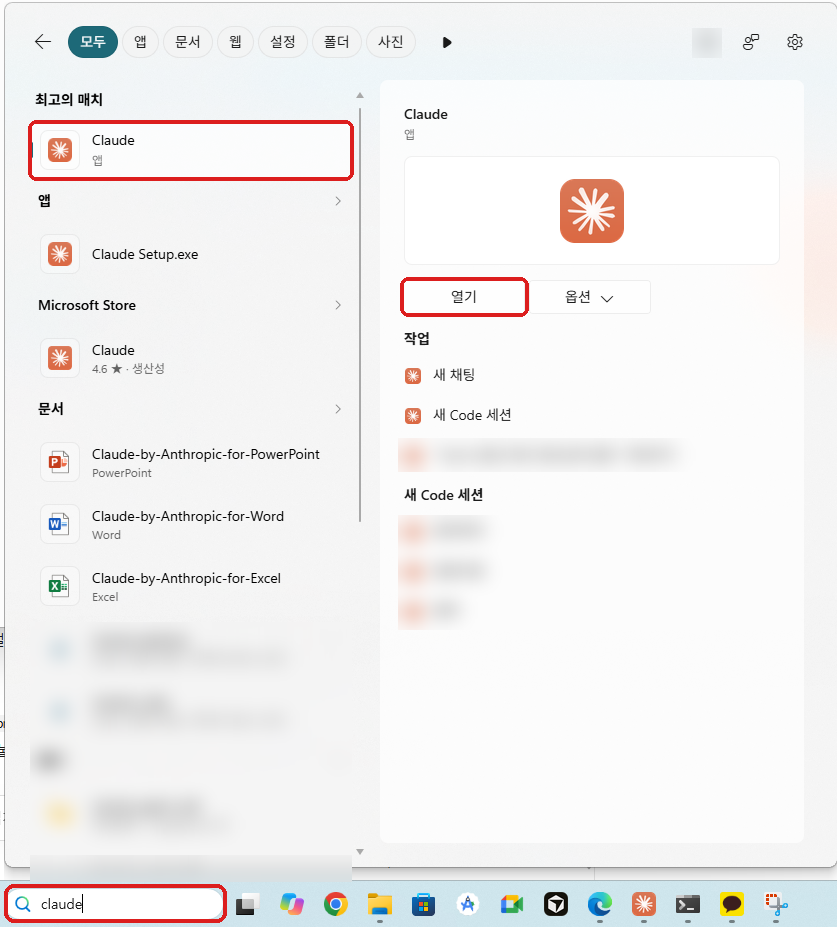 모두
앱
문서
웹
설정
폴더
사진
최고의 매치
Claude
앱
앱
Claude Setup.exe
Microsoft Store
Claude
4.6 ★ · 생산성
문서
Claude-by-Anthropic-for-PowerPoint
PowerPoint
Claude-by-Anthropic-for-Word
Word
Claude-by-Anthropic-for-Excel
Excel
Claude
앱
열기
옵션
작업
새 채팅
새 Code 세션
새 Code 세션
claude